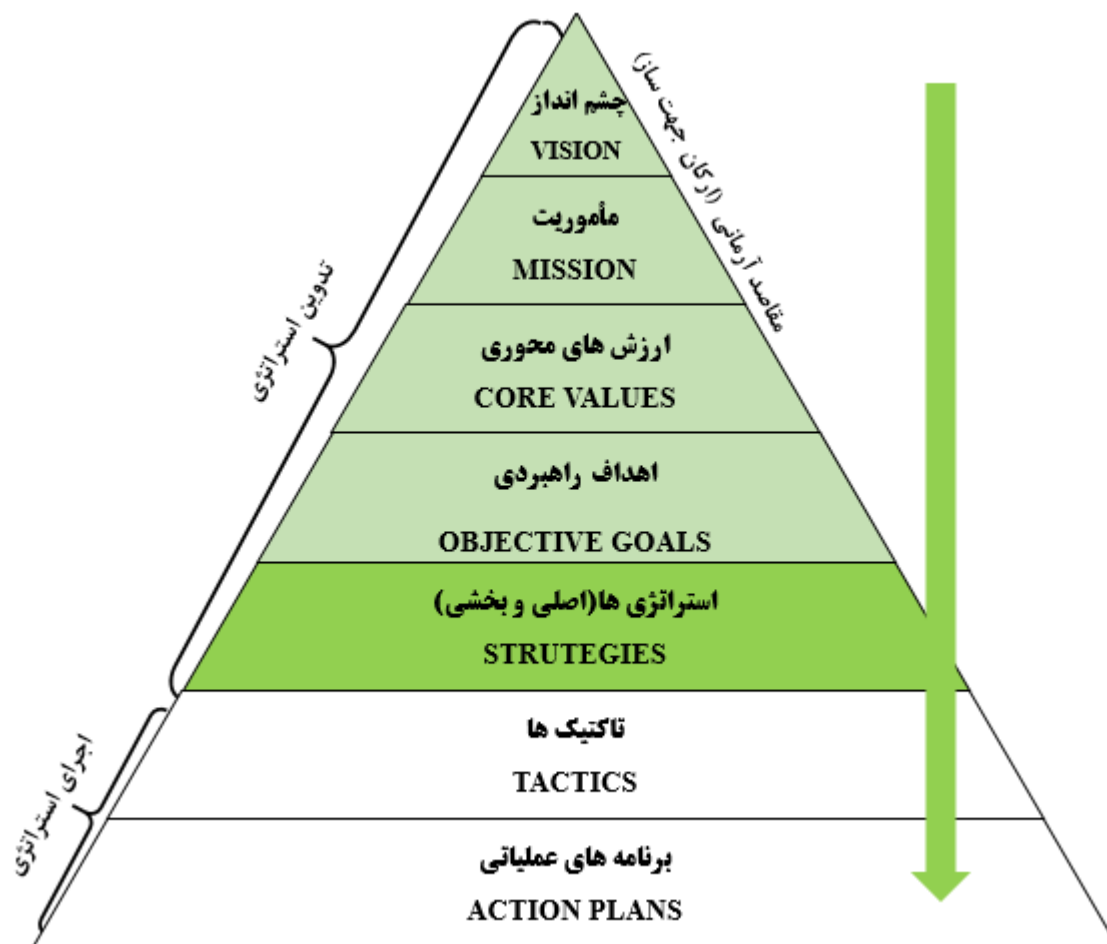 چشم انداز
VISION
مأموریت
MISSION
ارزش های محوری
CORE VALUES
اهداف راهبردی
OBJECTIVE GOALS
استراتژی ها(اصلی و بخشی)
STRUTEGIES
تاکتیک ها
TACTICS
برنامه های عملیاتی
ACTION PLANS
مقاصد آرمانی (ارکان جهت ساز)
تدوین استراتژی
اجرای استراتژی